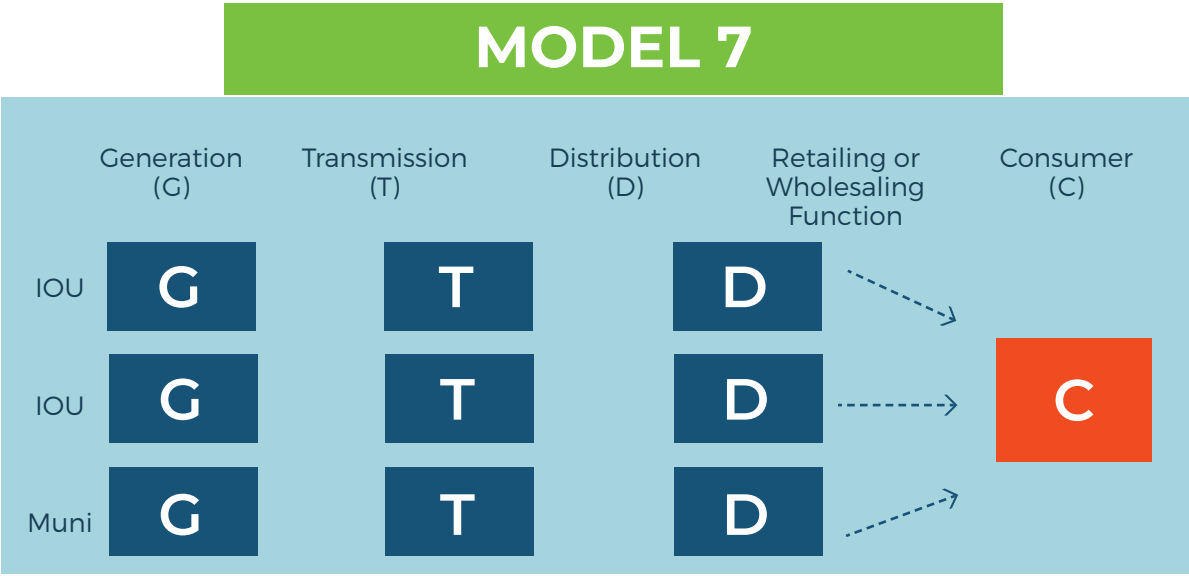 MODEL 7
Generation
(G)
Transmission
(T)
Distribution
(D)
Retailing or
Wholesaling
Function
Consumer
(C)
IOU
G
T
D
IOU
G
T
D
C
Muni
G
T
D